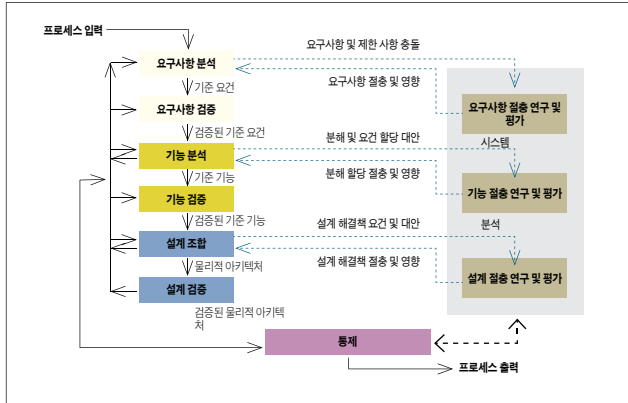 프로세스 입력
요구사항 및 제한 사항 충돌
요구사항 분석
요구사항 절충 및 영향
기준 요건
요구사항 검증
요구사항 절충 연구 및
평가
검증된 기준 요건
분해 및 요건 할당 대안
시스템
기능 분석
기준 기능
분해 할당 절충 및 영향
기능 절충 연구 및 평가
기능 검증
검증된 기준 기능
설계 해결책 요건 및 대안
분석
설계 조합
물리적 아키텍처
설계 해결책 절충 및 영향
설계 절충 연구 및 평가
설계 검증
검증된 물리적 아키텍
처
통제
프로세스 출력